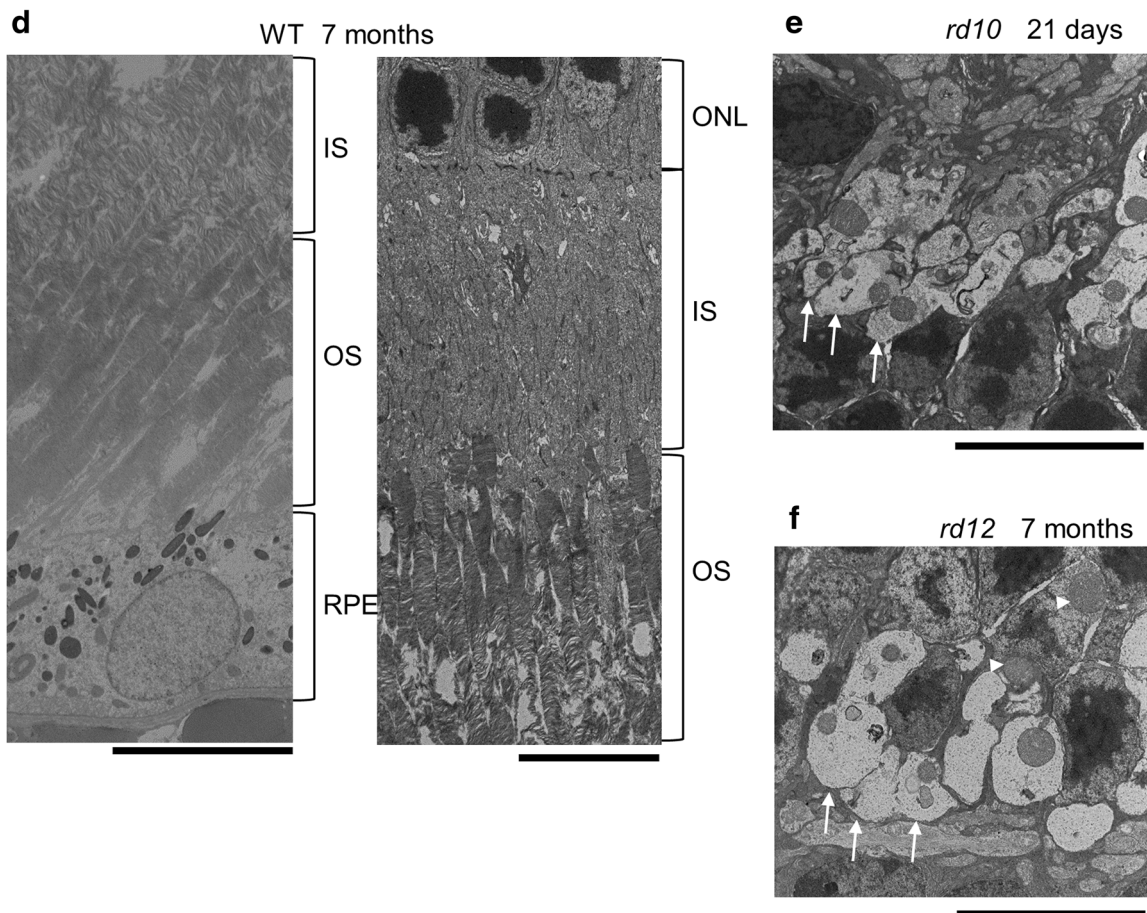 d
WT 7 months
IS
OS
RPE
ONL
IS
OS
e
rd10 21 days
f
rd12 7 months